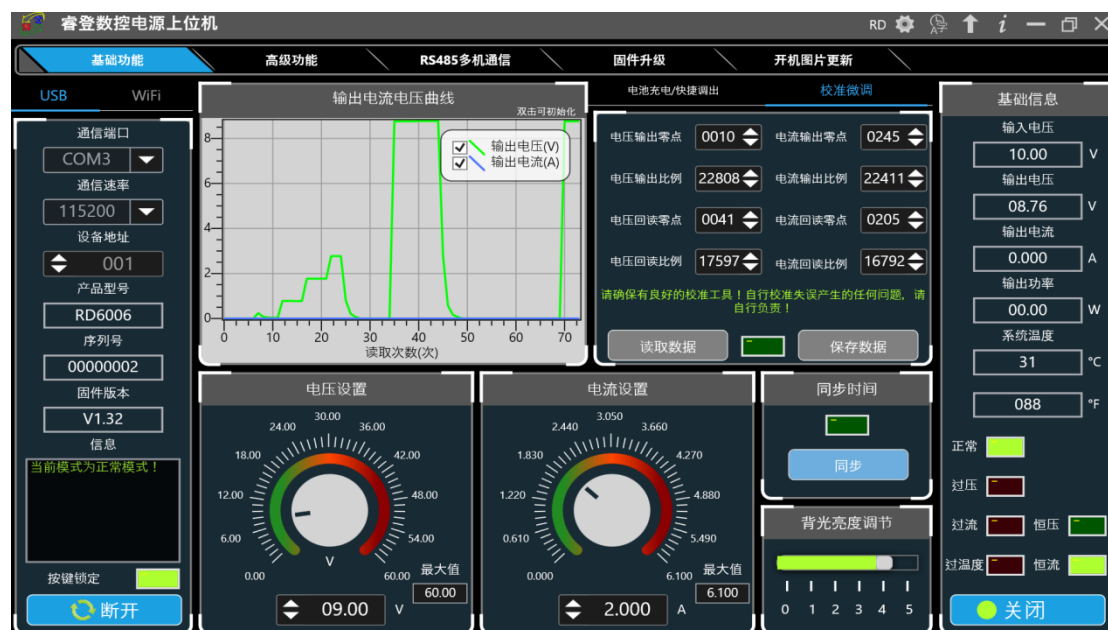 睿登数控电源上位机
RD
基础功能
高级功能
RS485多机通信
固件升级
开机图片更新
USB
WiFi
通信端口
COM3
通信速率
115200
设备地址
001
产品型号
RD6006
序列号
00000002
固件版本
V1.32
信息
当前模式为正常模式！
按键锁定
断开
输出电流电压曲线
双击可初始化
8
6
4
2
0
输出电压(V)
输出电流(A)
0 10 20 30 40 50 60 70
读取次数(次)
电池充电/快捷调出
校准微调
电压输出零点 0010 电流输出零点 0245
电压输出比例 22808 电流输出比例 22411
电压回读零点 0041 电流回读零点 0205
电压回读比例 17597 电流回读比例 16792
请确保有良好的校准工具！自行校准失误产生的任何问题，请
自行负责！
读取数据
保存数据
电压设置
30.00
24.00 36.00
18.00 42.00
12.00 48.00
6.00 54.00
V
0.00 60.00
最大值
60.00
09.00 V
电流设置
3.050
2.440 3.660
1.830 4.270
1.220 4.880
0.610 5.490
0.000 6.100
最大值
6.100
2.000 A
同步时间
同步
背光亮度调节
0 1 2 3 4 5
基础信息
输入电压
10.00 V
输出电压
08.76 V
输出电流
0.000 A
输出功率
00.00 W
系统温度
31 °C
088 °F
正常
过压
过流 恒压
过温度 恒流
关闭